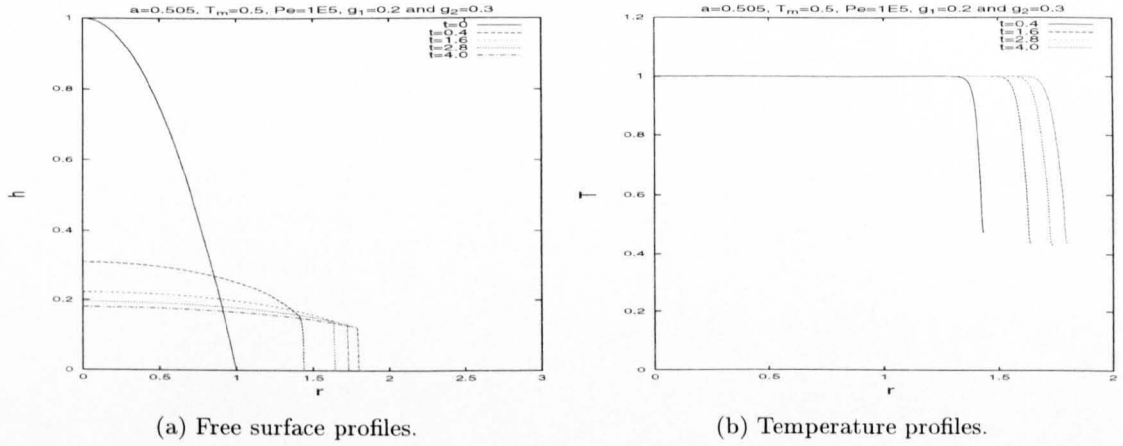 a=0.505, T_m=0.5, Pe=1E5, g_1=0.2 and g_2=0.3
t=0
t=0.4
t=1.6
t=2.8
t=4.0
1
0.8
0.6
0.4
0.2
0
h
0
0.5
1
1.5
2
2.5
3
r
(a) Free surface profiles.
a=0.505, T_m=0.5, Pe=1E5, g_1=0.2 and g_2=0.3
t=0.4
t=1.6
t=2.8
t=4.0
1.2
1
0.8
0.6
0.4
0.2
0
T
0
0.5
1
1.5
2
r
(b) Temperature profiles.